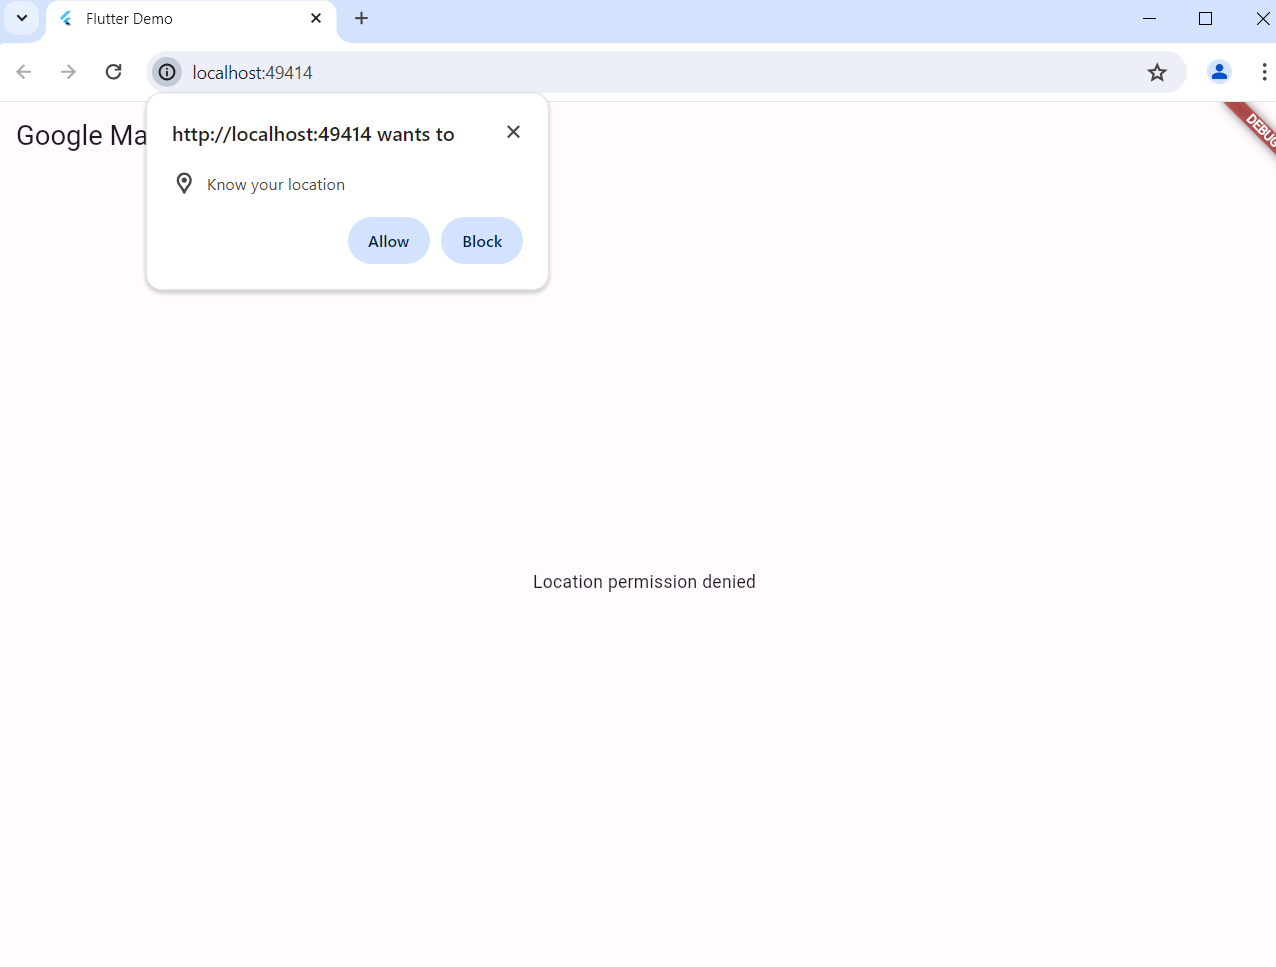 Flutter Demo
localhost:49414
Google Ma
http://localhost:49414 wants to
Know your location
Allow
Block
DEBUG
Location permission denied